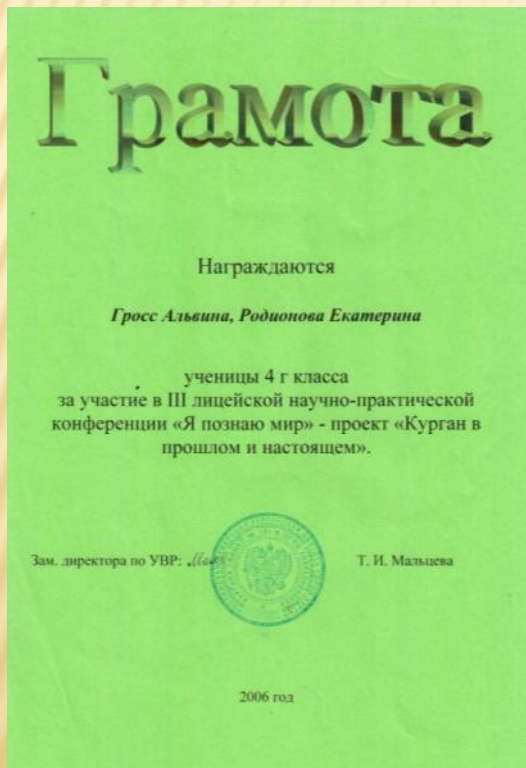 Грамота
Награждаются
Гросс Альвина, Родионова Екатерина
ученицы 4 г класса
за участие в III лицейской научно-практической
конференции «Я познаю мир» - проект «Курган в
прошлом и настоящем».
Зам. директора по УВР: Т. И. Мальцева
2006 год